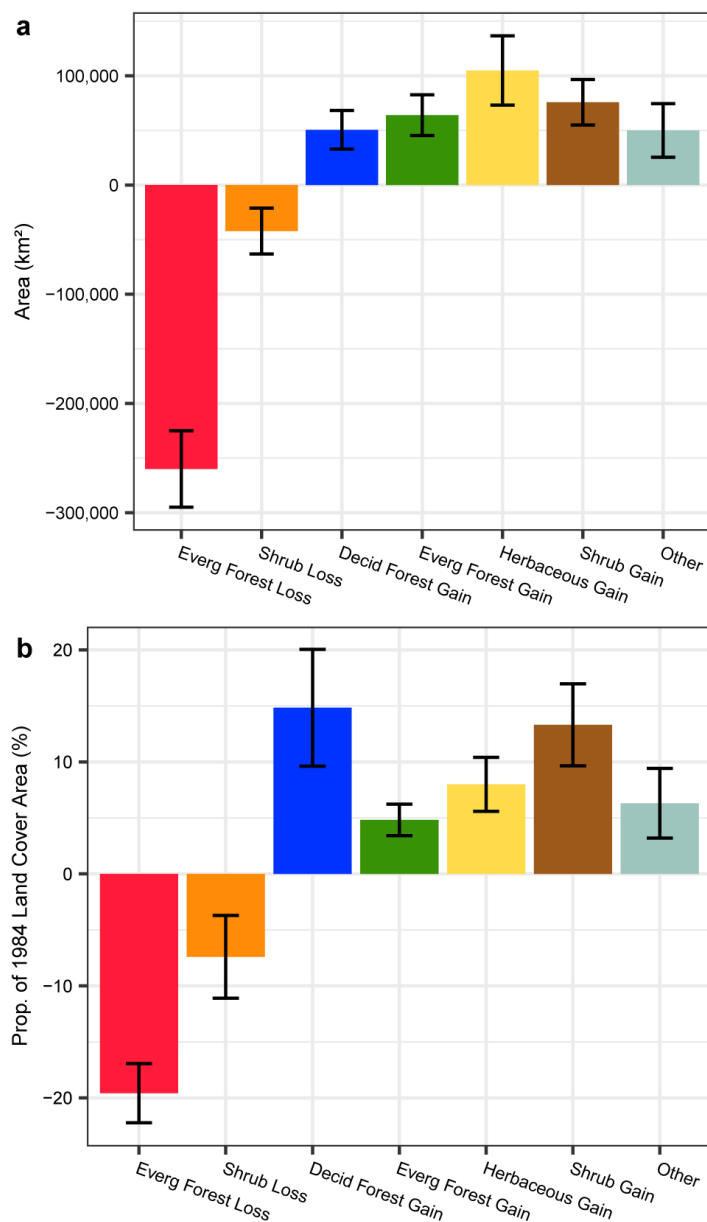 a
Area (km²)
100,000
0
−100,000
−200,000
−300,000
Everg Forest Loss
Shrub Loss
Decid Forest Gain
Everg Forest Gain
Herbaceous Gain
Shrub Gain
Other
b
Prop. of 1984 Land Cover Area (%)
20
10
0
−10
−20
Everg Forest Loss
Shrub Loss
Decid Forest Gain
Everg Forest Gain
Herbaceous Gain
Shrub Gain
Other